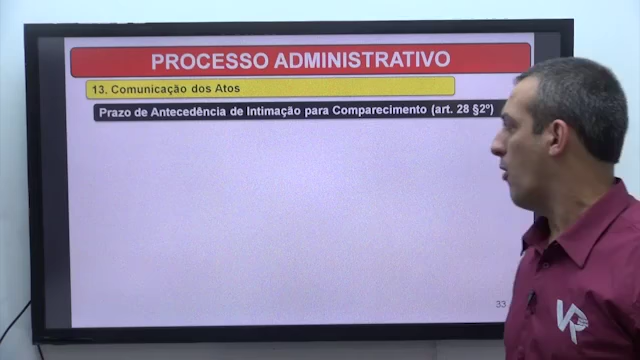 PROCESSO ADMINISTRATIVO
13. Comunicação dos Atos
Prazo de Antecedência de Intimação para Comparecimento (art. 28 §2º)
33